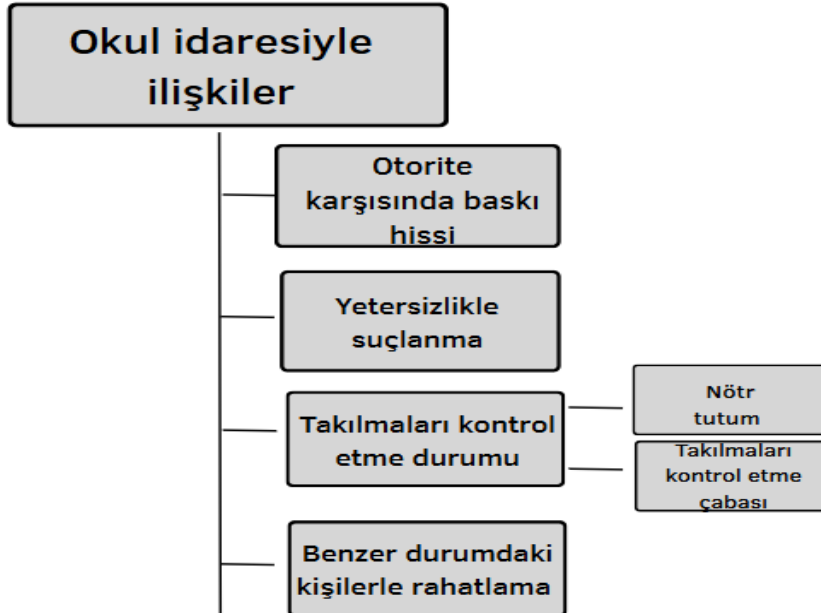 Okul idaresiyle
ilişkiler
Otorite
karşısında baskı
hissi
Yetersizlikle
suçlanma
Takılmaları kontrol
etme durumu
Nötr
tutum
Takılmaları
kontrol etme
çabası
Benzer durumdaki
kişilerle rahatlama